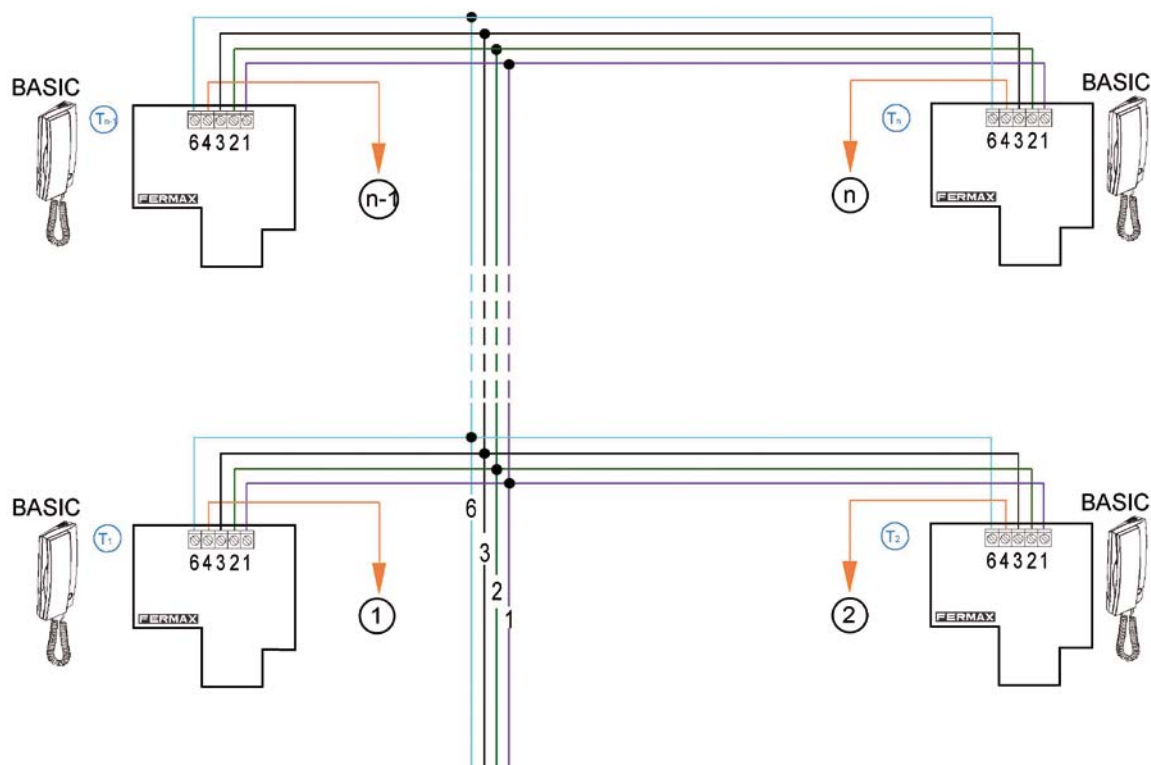 BASIC
BASIC
Tn-1
Tn
64321
64321
FERMAX
n-1
n
FERMAX
6
3
2
1
BASIC
BASIC
T1
T2
64321
64321
FERMAX
1
2
FERMAX